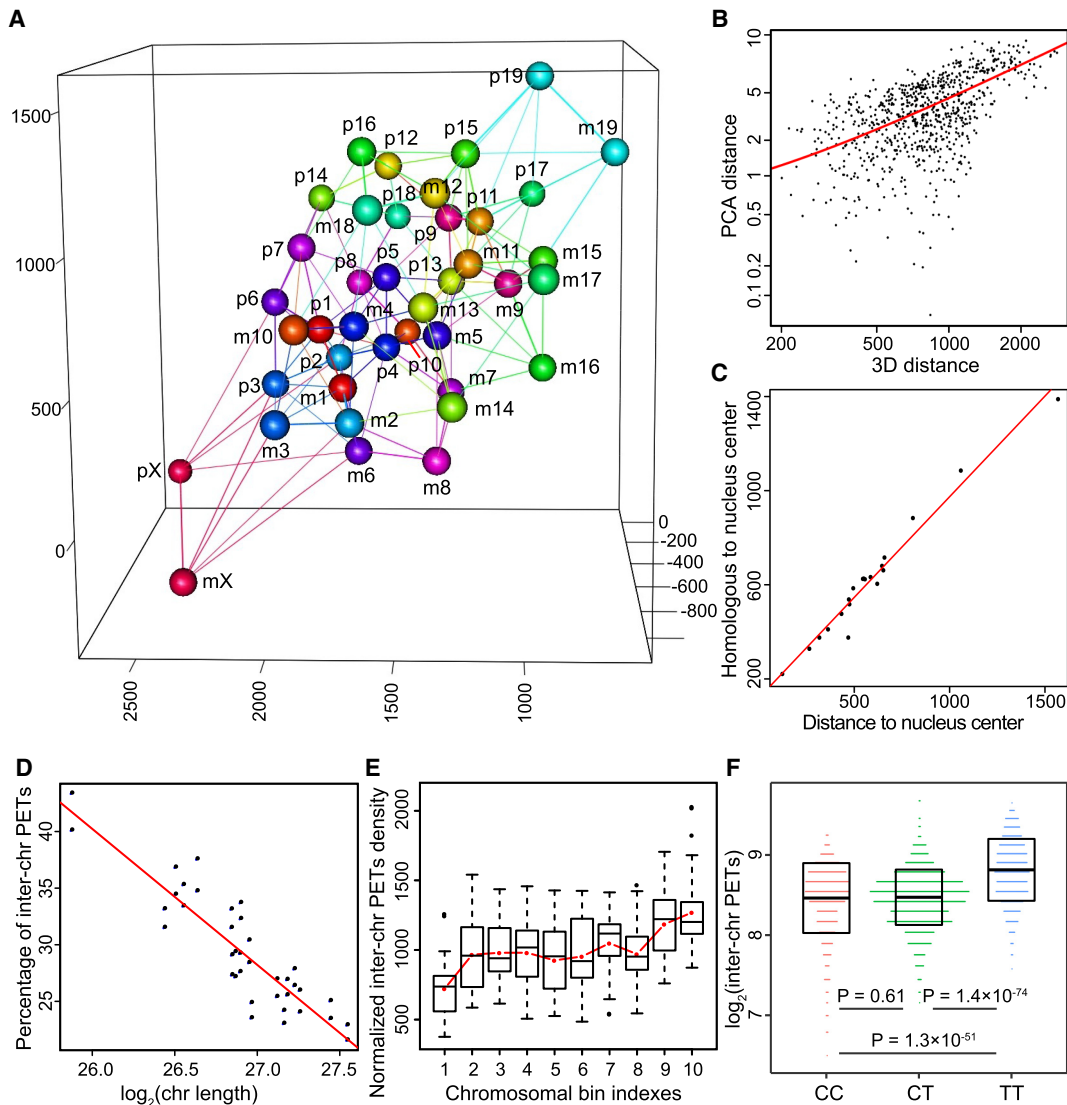 A
1500
1000
500
0
2500
2000
1500
1000
0
-200
-400
-600
-800
p19
m19
p16
p12
p15
p14
p18
m12
p17
m18
p9
p11
p7
p8
p5
p13
m11
m15
m17
p6
p1
m4
m13
m9
m10
p2
p4
p10
m5
m16
p3
m1
m7
m2
m14
m3
m6
m8
pX
mX
B
PCA distance
10
5
2
1
0.5
0.2
0.1
200
500
1000
2000
3D distance
C
Homologous to nucleus center
1400
1000
600
200
500
1000
1500
Distance to nucleus center
D
Percentage of inter-chr PETs
40
35
30
25
26.0
26.5
27.0
27.5
log2(chr length)
E
Normalized inter-chr PETs density
2000
1500
1000
500
1 2 3 4 5 6 7 8 9 10
Chromosomal bin indexes
F
log2(inter-chr PETs)
9
8
7
P = 0.61
P = 1.4×10-74
P = 1.3×10-51
CC CT TT